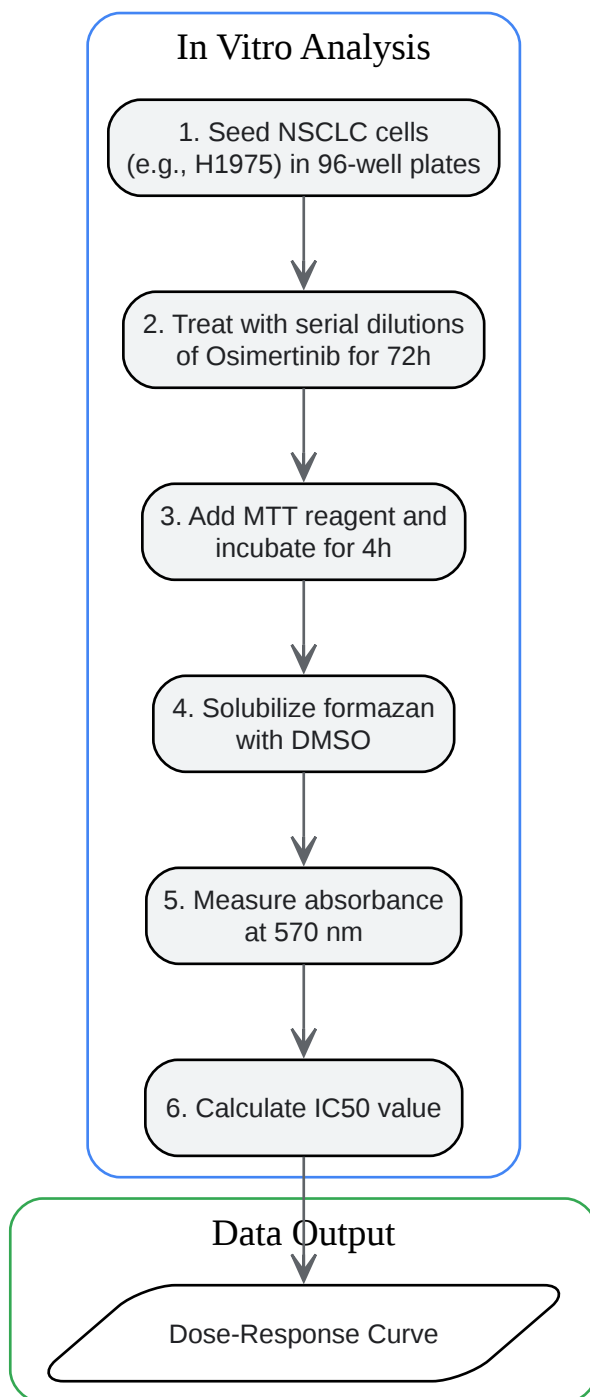 In Vitro Analysis
1. Seed NSCLC cells
(e.g., H1975) in 96-well plates
2. Treat with serial dilutions
of Osimertinib for 72h
3. Add MTT reagent and
incubate for 4h
4. Solubilize formazan
with DMSO
5. Measure absorbance
at 570 nm
6. Calculate IC50 value
Data Output
Dose-Response Curve